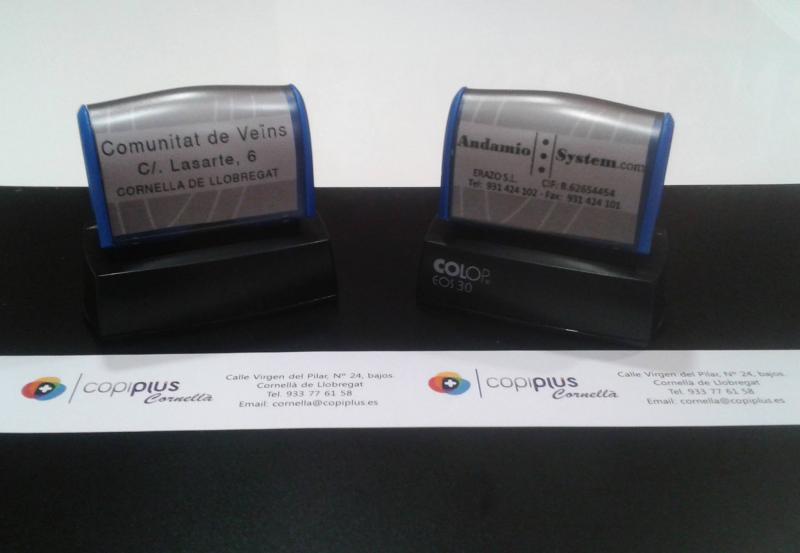 Comunitat de Veïns
C/. Lasarte, 6
CORNELLA DE LLOBREGAT
Andamio System.com
ERAZO S.L. CIF: B.62654454
Tel: 931 424 102 - Fax: 931 424 101
COLOP
EOS 30
copiplus
Cornellà
Calle Virgen del Pilar, Nº 24, bajos.
Cornellà de Llobregat
Tel. 933 77 61 58
Email: cornella@copiplus.es
copiplus
Cornellà
Calle Virgen del Pilar, Nº 24, bajos.
Cornellà de Llobregat
Tel. 933 77 61 58
Email: cornella@copiplus.es